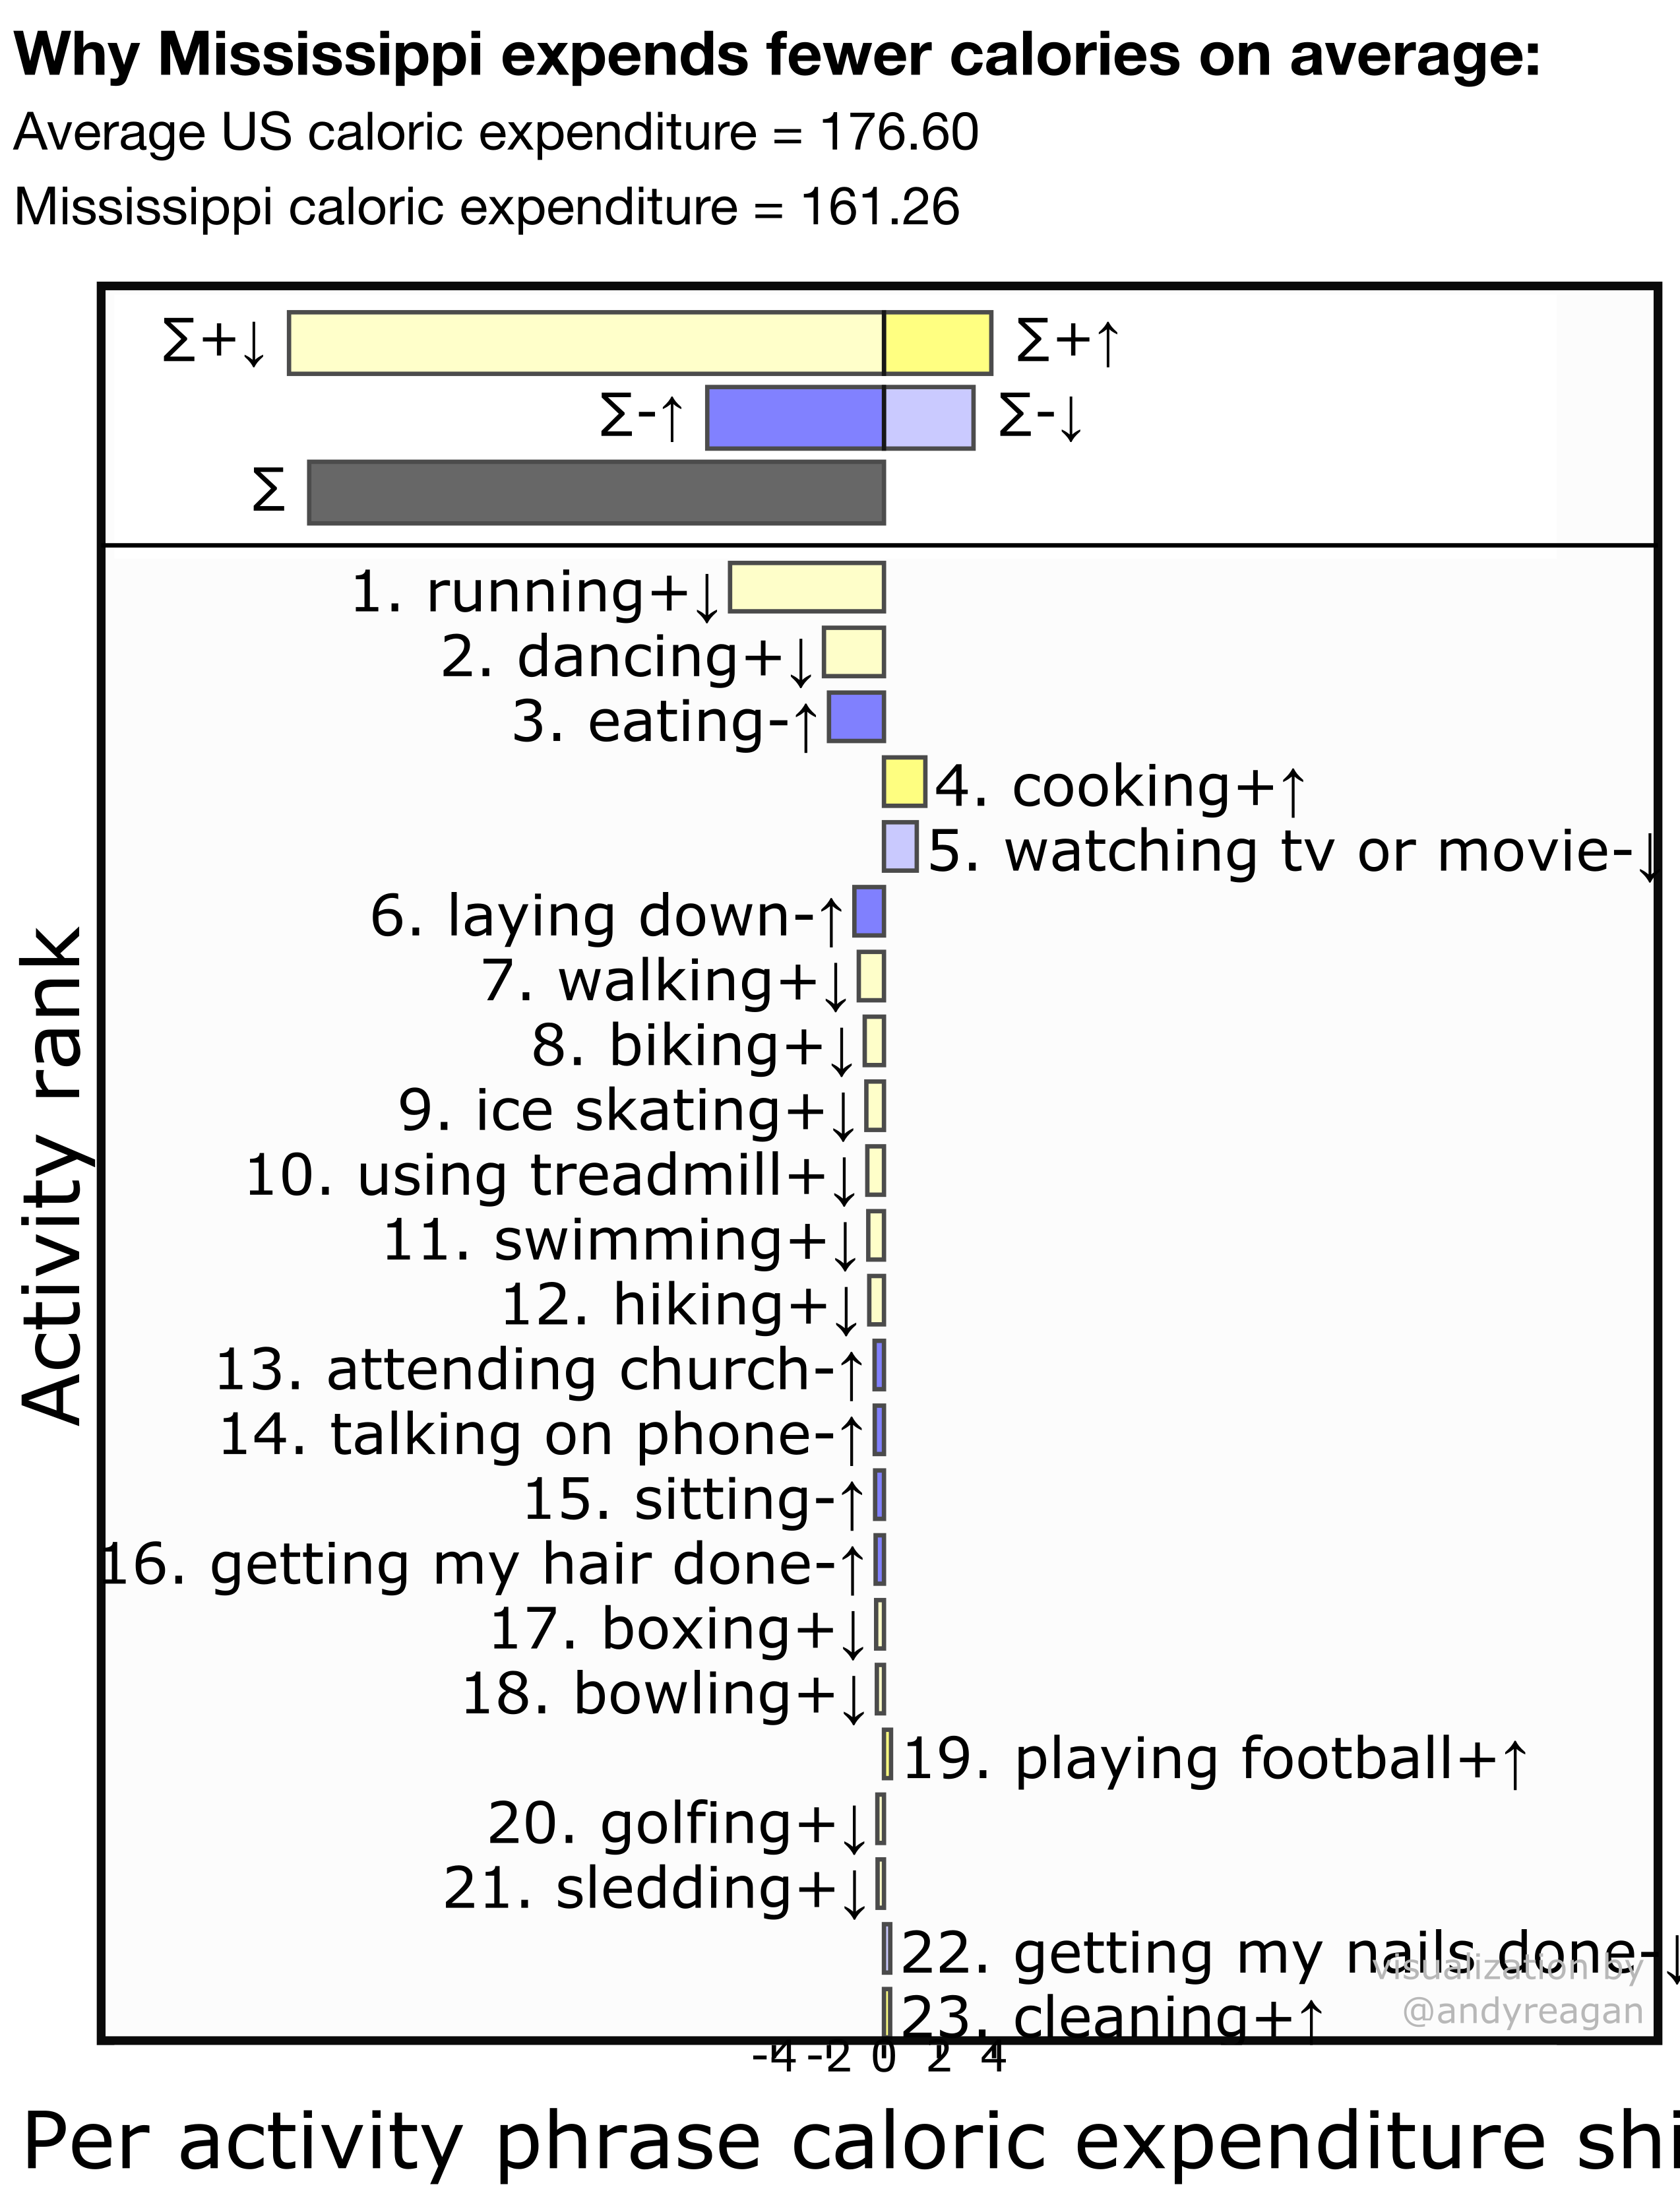 Why Mississippi expends fewer calories on average:
Average US caloric expenditure = 176.60
Mississippi caloric expenditure = 161.26
∑+↓ ∑+↑
∑-↑ ∑-↓
∑
1. running+↓
2. dancing+↓
3. eating-↑
4. cooking+↑
5. watching tv or movie-↓
6. laying down-↑
7. walking+↓
8. biking+↓
9. ice skating+↓
10. using treadmill+↓
11. swimming+↓
12. hiking+↓
13. attending church-↑
14. talking on phone-↑
15. sitting-↑
16. getting my hair done-↑
17. boxing+↓
18. bowling+↓
19. playing football+↑
20. golfing+↓
21. sledding+↓
22. getting my nails done-↓
23. cleaning+↑
visualization by
@andyreagan
Activity rank
-4 -2 0 2 4
Per activity phrase caloric expenditure shi